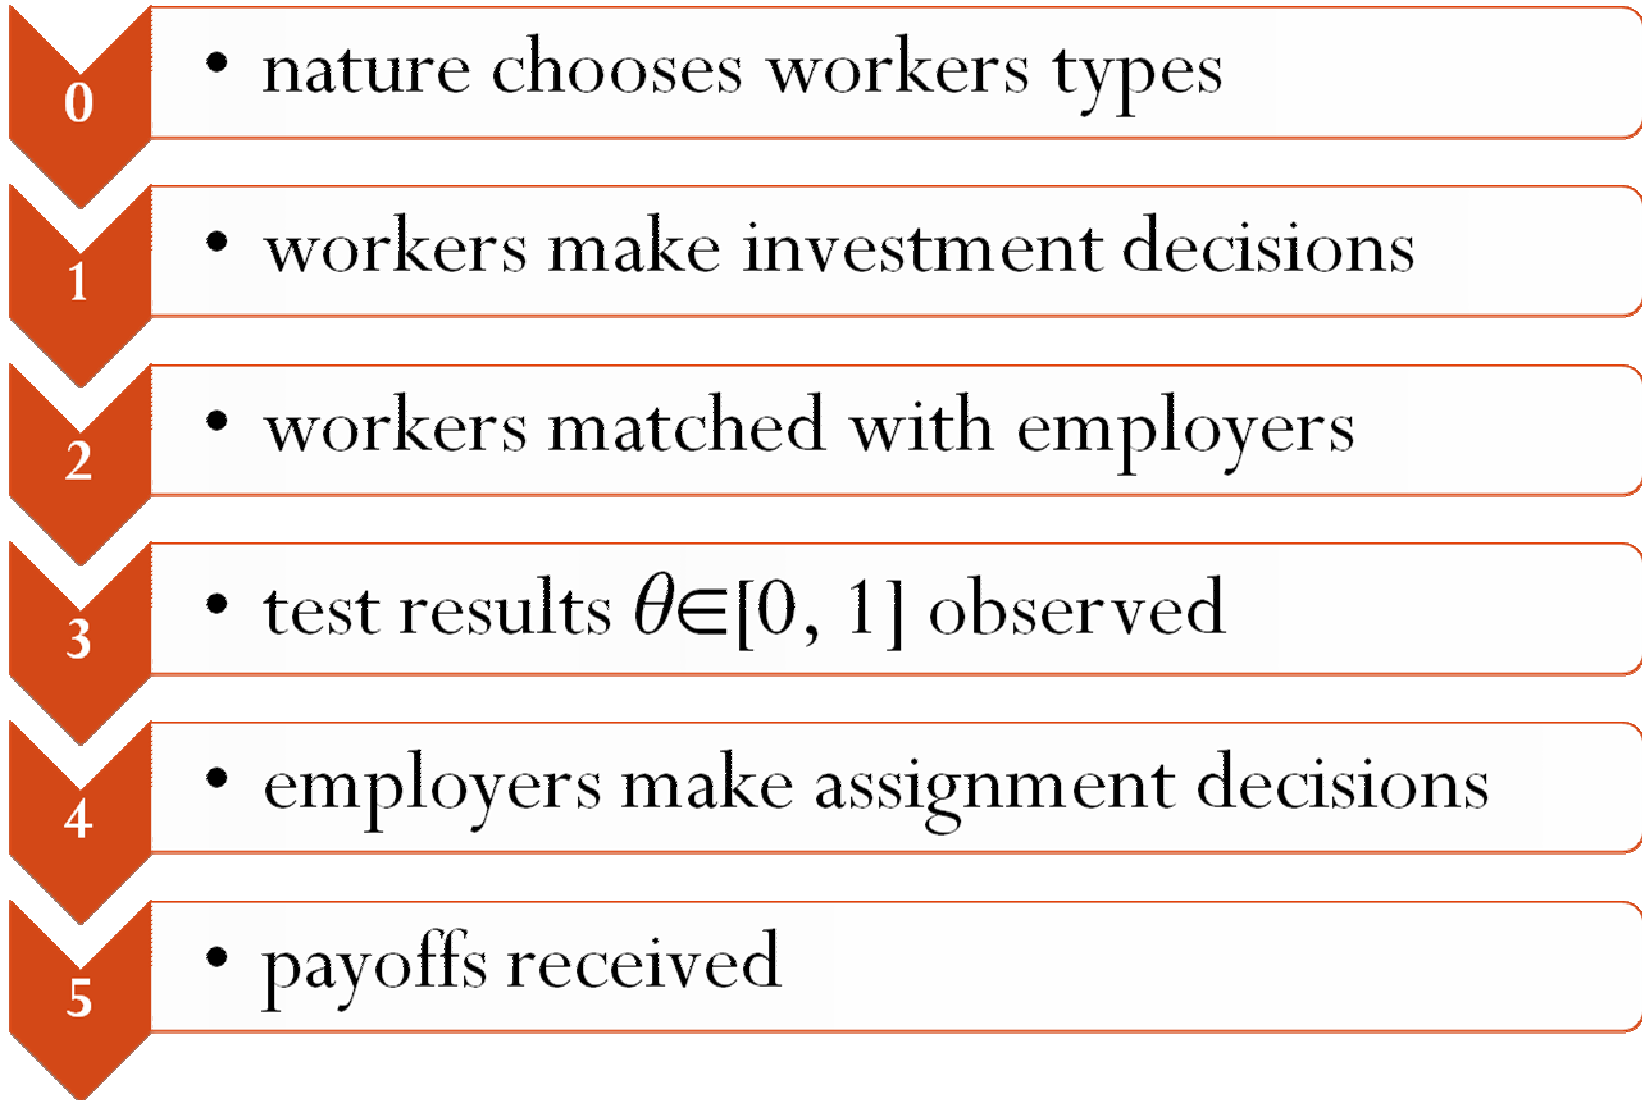 0
• nature chooses workers types
1
• workers make investment decisions
2
• workers matched with employers
3
• test results θ∈[0, 1] observed
4
• employers make assignment decisions
5
• payoffs received